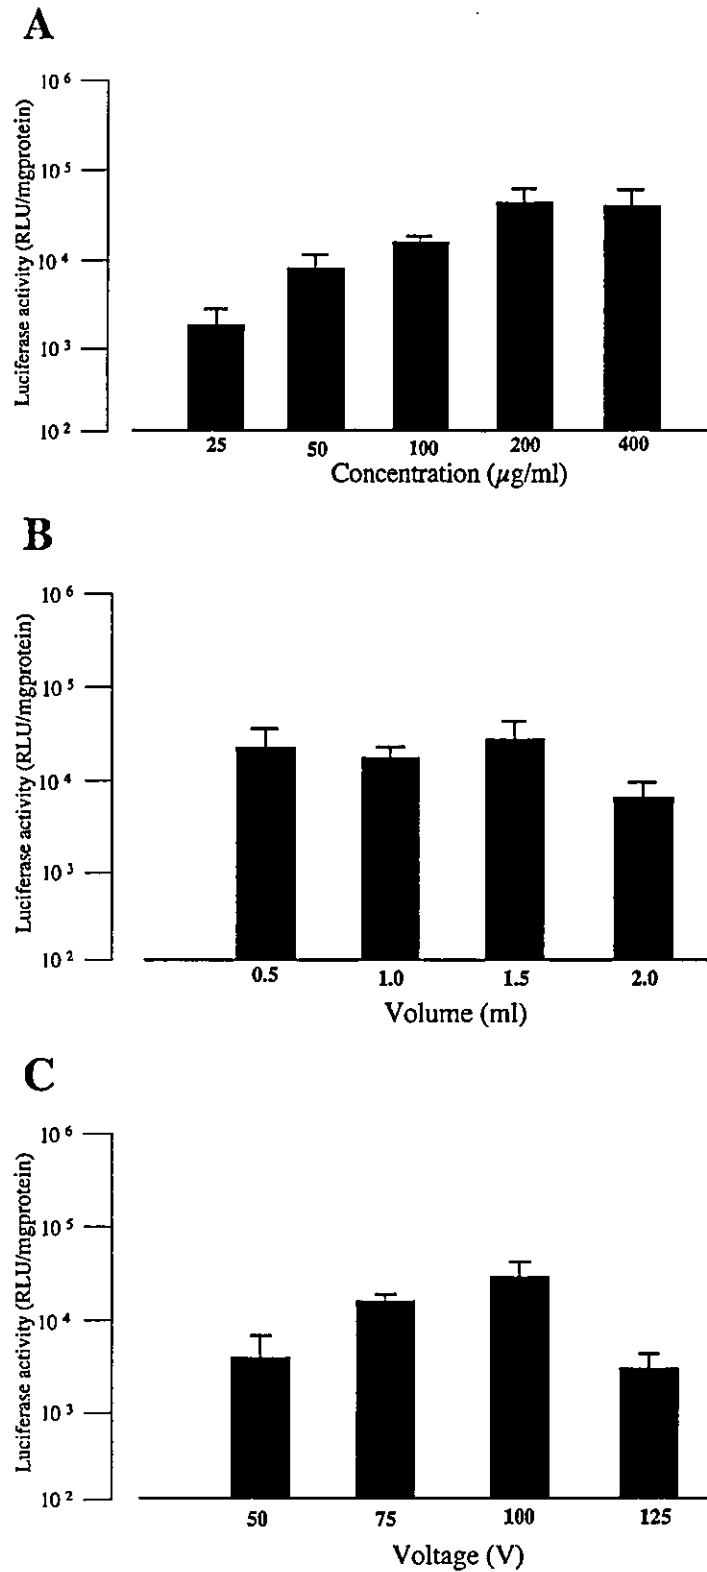 A
Luciferase activity (RLU/mgprotein)
10⁶
10⁵
10⁴
10³
10²
25 50 100 200 400
Concentration (µg/ml)
B
Luciferase activity (RLU/mgprotein)
10⁶
10⁵
10⁴
10³
10²
0.5 1.0 1.5 2.0
Volume (ml)
C
Luciferase activity (RLU/mgprotein)
10⁶
10⁵
10⁴
10³
10²
50 75 100 125
Voltage (V)